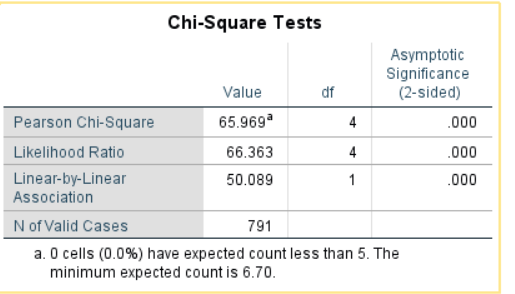 Chi-Square Tests
Asymptotic
Significance
Value df (2-sided)
Pearson Chi-Square 65.969a 4 .000
Likelihood Ratio 66.363 4 .000
Linear-by-Linear 50.089 1 .000
Association
N of Valid Cases 791
a. 0 cells (0.0%) have expected count less than 5. The
minimum expected count is 6.70.